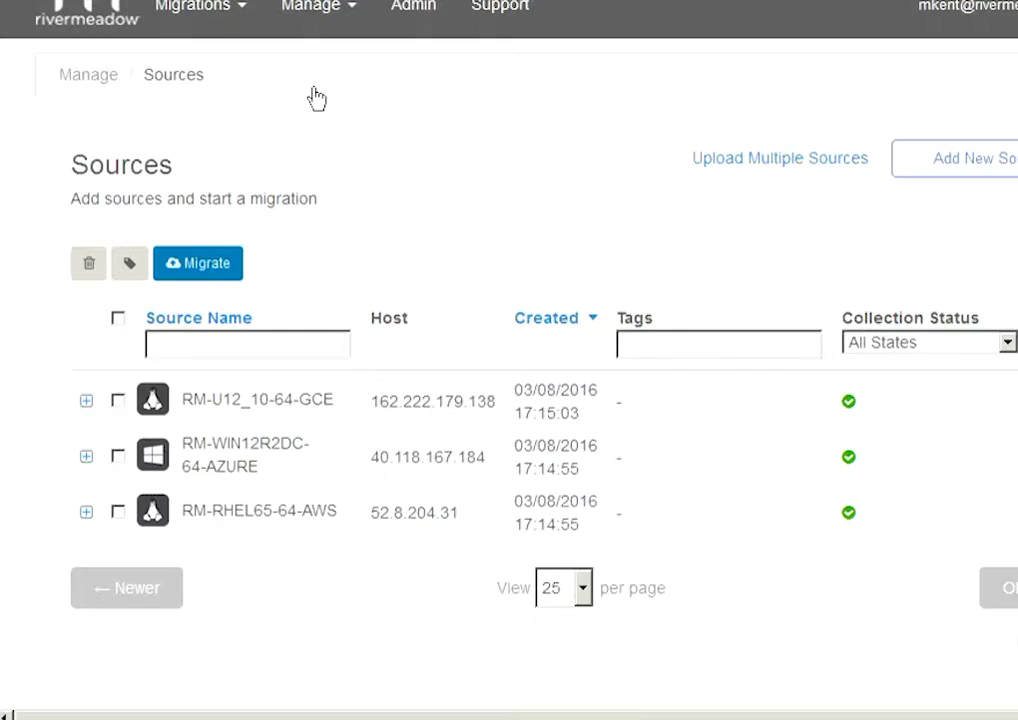 Migrations Manage Admin Support
rivermeadow
Manage / Sources
Sources
Upload Multiple Sources
Add New
Add sources and start a migration
Migrate
Source Name Host Created Tags Collection Status
All States
RM-U12_10-64-GCE 162.222.179.138 03/08/2016 -
17:15:03
RM-WIN12R2DC- 40.118.167.184 03/08/2016 -
64-AZURE 17:14:55
RM-RHEL65-64-AWS 52.8.204.31 03/08/2016 -
17:14:55
← Newer View 25 per page